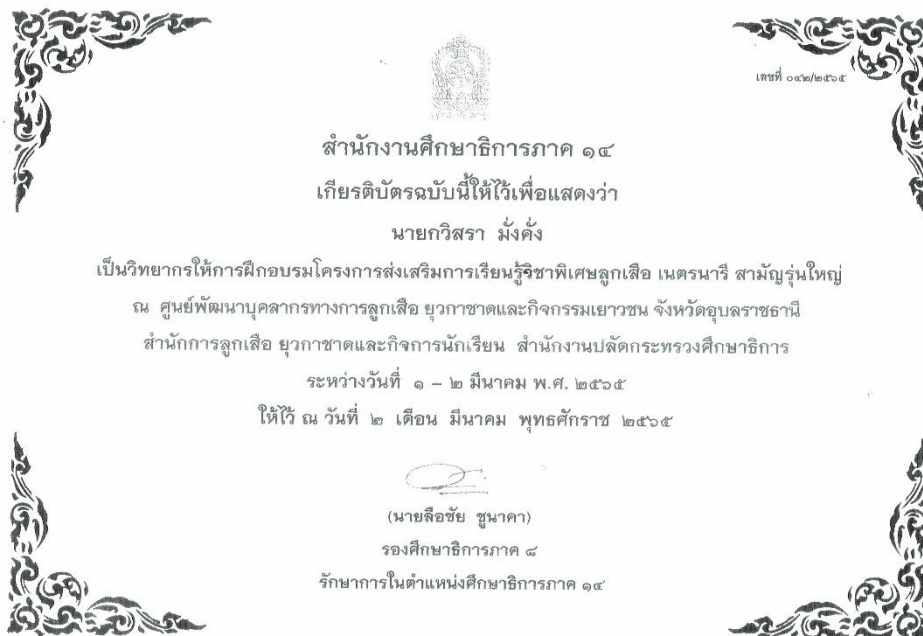 เลขที่ ๐๔๒/๒๕๖๕
สำนักงานศึกษาธิการภาค ๑๔
เกียรติบัตรฉบับนี้ให้ไว้เพื่อแสดงว่า
นายกวิสรา มั่งคั่ง
เป็นวิทยากรให้การฝึกอบรมโครงการส่งเสริมการเรียนรู้วิชาพิเศษลูกเสือ เนตรนารี สามัญรุ่นใหญ่
ณ ศูนย์พัฒนาบุคลากรทางการลูกเสือ ยุวกาชาดและกิจกรรมเยาวชน จังหวัดอุบลราชธานี
สำนักการลูกเสือ ยุวกาชาดและกิจการนักเรียน สำนักงานปลัดกระทรวงศึกษาธิการ
ระหว่างวันที่ ๑ – ๒ มีนาคม พ.ศ. ๒๕๖๕
ให้ไว้ ณ วันที่ ๒ เดือน มีนาคม พุทธศักราช ๒๕๖๕
(นายลือชัย ชูนาคา)
รองศึกษาธิการภาค ๘
รักษาการในตำแหน่งศึกษาธิการภาค ๑๔